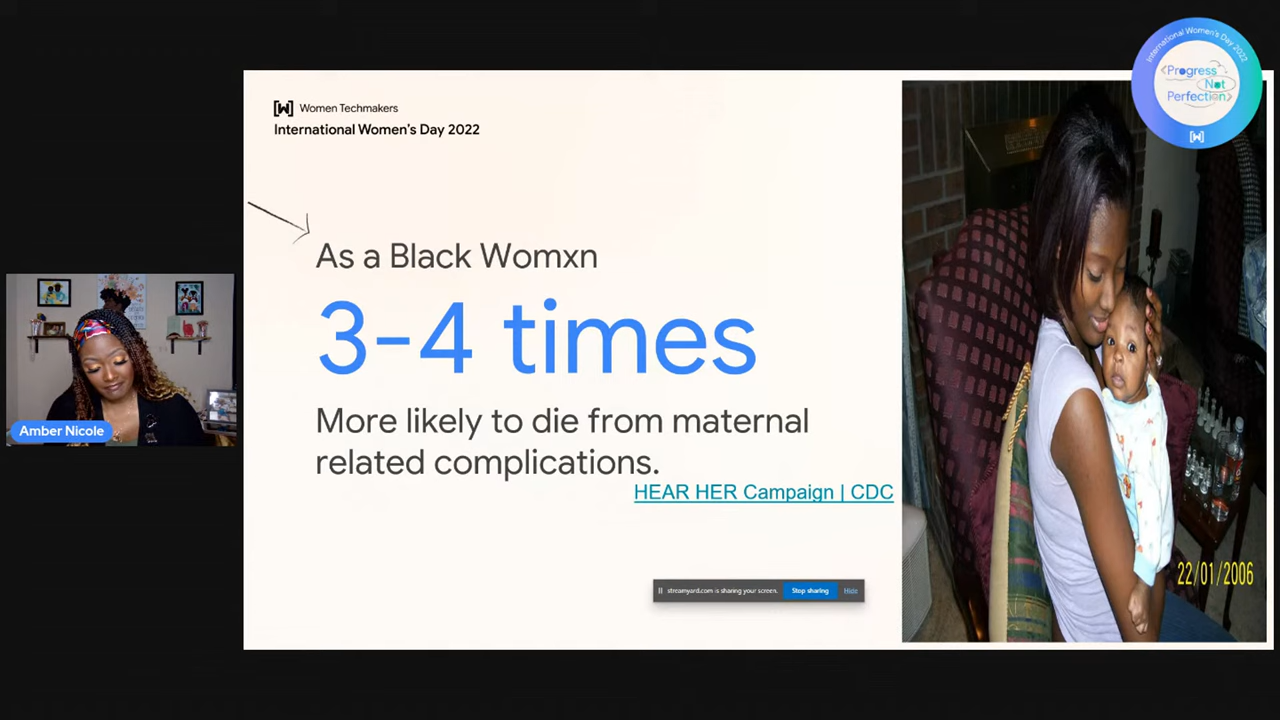 International Women's Day 2022
<Progress
Not
Perfection>
[W]
[W] Women Techmakers
International Women's Day 2022
As a Black Womxn
3-4 times
More likely to die from maternal
related complications.
HEAR HER Campaign | CDC
Amber Nicole
streamyard.com is sharing your screen. Stop sharing Hide
22/01/2006